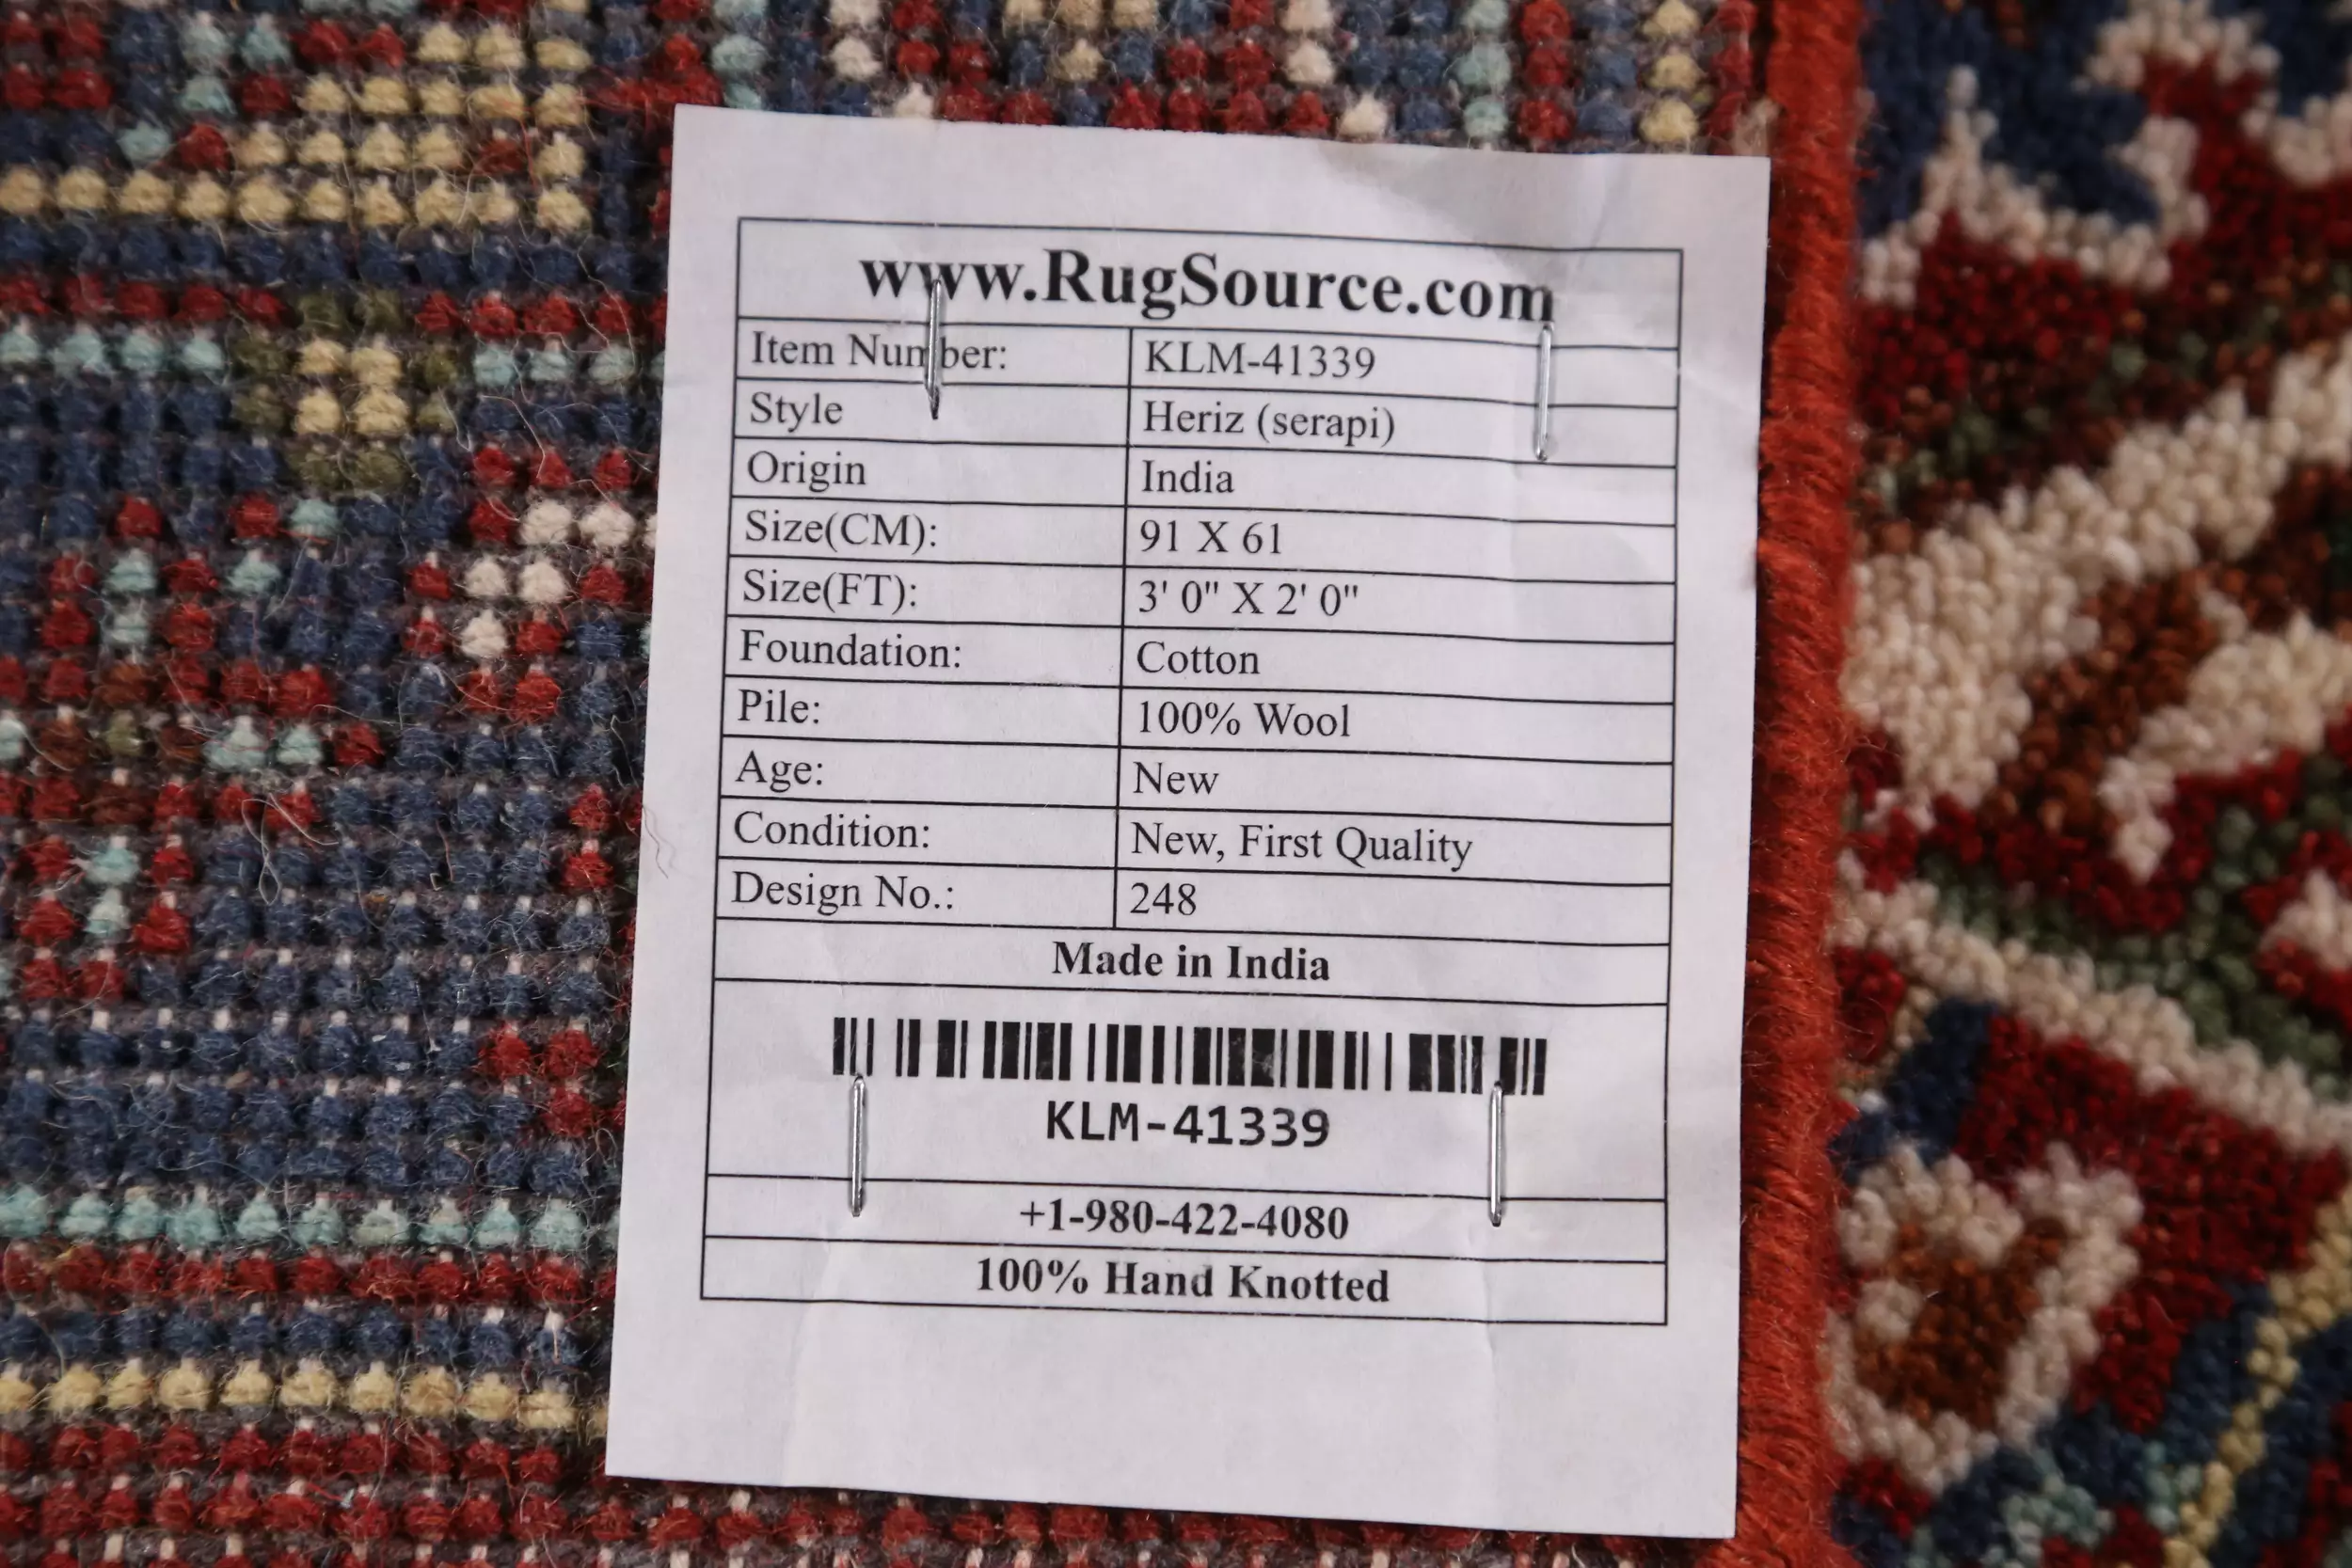 www.RugSource.com
Item Number: KLM-41339
Style Heriz (serapi)
Origin India
Size(CM): 91 X 61
Size(FT): 3' 0" X 2' 0"
Foundation: Cotton
Pile: 100% Wool
Age: New
Condition: New, First Quality
Design No.: 248
Made in India
KLM-41339
+1-980-422-4080
100% Hand Knotted